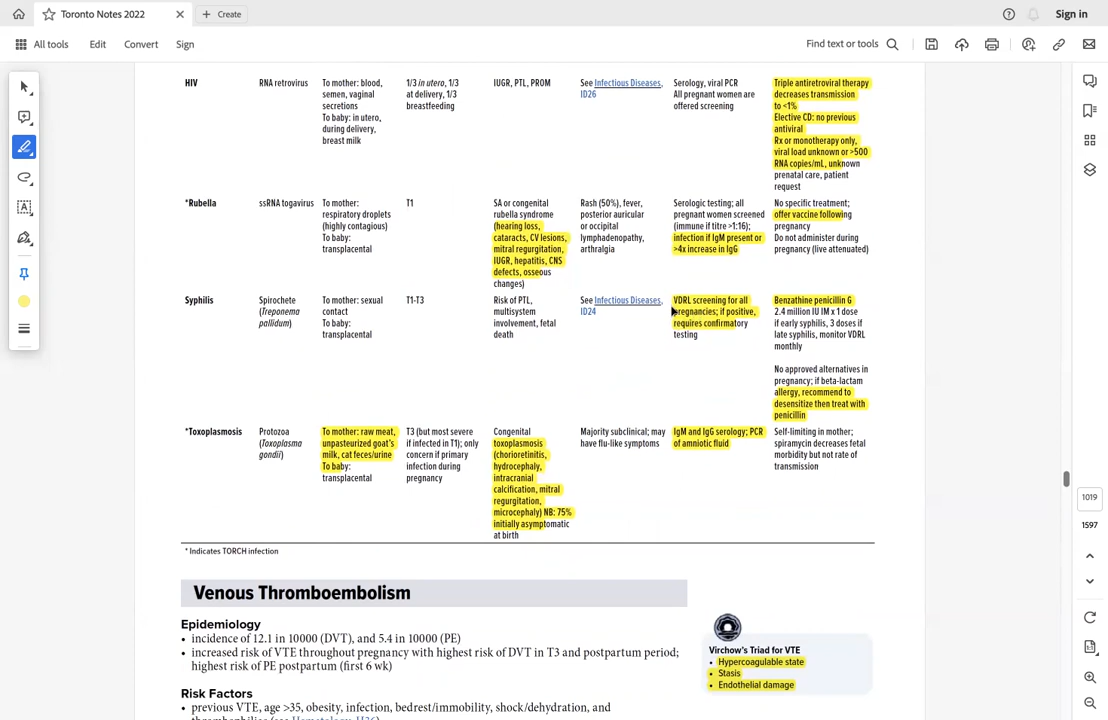 Toronto Notes 2022
Create
Sign in
All tools
Edit
Convert
Sign
Find text or tools
HIV
RNA retrovirus
To mother: blood,
semen, vaginal
secretions
To baby: in utero,
during delivery,
breast milk
1/3 in utero, 1/3
at delivery, 1/3
breastfeeding
IUGR, PTL, PROM
See Infectious Diseases,
ID26
Serology, viral PCR
All pregnant women are
offered screening
Triple antiretroviral therapy
decreases transmission
to <1%
Elective CD: no previous
antiviral
Rx or monotherapy only,
viral load unknown or >500
RNA copies/mL, unknown
prenatal care, patient
request
*Rubella
ssRNA togavirus
To mother:
respiratory droplets
(highly contagious)
To baby:
transplacental
T1
SA or congenital
rubella syndrome
(hearing loss,
cataracts, CV lesions,
mitral regurgitation,
IUGR, hepatitis, CNS
defects, osseous
changes)
Rash (50%), fever,
posterior auricular
or occipital
lymphadenopathy,
arthralgia
Serologic testing; all
pregnant women screened
(immune if titre >1:16);
infection if IgM present or
>4x increase in IgG
No specific treatment;
offer vaccine following
pregnancy
Do not administer during
pregnancy (live attenuated)
Syphilis
Spirochete
(Treponema
pallidum)
To mother: sexual
contact
To baby:
transplacental
T1-T3
Risk of PTL,
multisystem
involvement, fetal
death
See Infectious Diseases,
ID24
VDRL screening for all
pregnancies; if positive,
requires confirmatory
testing
Benzathine penicillin G
2.4 million IU IM x 1 dose
if early syphilis, 3 doses if
late syphilis, monitor VDRL
monthly
No approved alternatives in
pregnancy; if beta-lactam
allergy, recommend to
desensitize then treat with
penicillin
*Toxoplasmosis
Protozoa
(Toxoplasma
gondii)
To mother: raw meat,
unpasteurized goat's
milk, cat feces/urine
To baby:
transplacental
T3 (but most severe
if infected in T1); only
concern if primary
infection during
pregnancy
Congenital
toxoplasmosis
(chorioretinitis,
hydrocephaly,
intracranial
calcification, mitral
regurgitation,
microcephaly) NB: 75%
initially asymptomatic
at birth
Majority subclinical; may
have flu-like symptoms
IgM and IgG serology; PCR
of amniotic fluid
Self-limiting in mother;
spiramycin decreases fetal
morbidity but not rate of
transmission
* Indicates TORCH infection
Venous Thromboembolism
Epidemiology
• incidence of 12.1 in 10000 (DVT), and 5.4 in 10000 (PE)
• increased risk of VTE throughout pregnancy with highest risk of DVT in T3 and postpartum period;
highest risk of PE postpartum (first 6 wk)
Risk Factors
• previous VTE, age >35, obesity, infection, bedrest/immobility, shock/dehydration, and
thrombophilias (see Hematology, H36)
Virchow's Triad for VTE
• Hypercoagulable state
• Stasis
• Endothelial damage
1019
1597